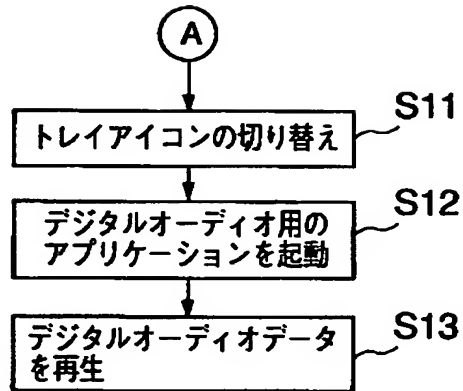 A
トレイアイコンの切り替え
S11
デジタルオーディオ用の
アプリケーションを起動
S12
デジタルオーディオデータ
を再生
S13